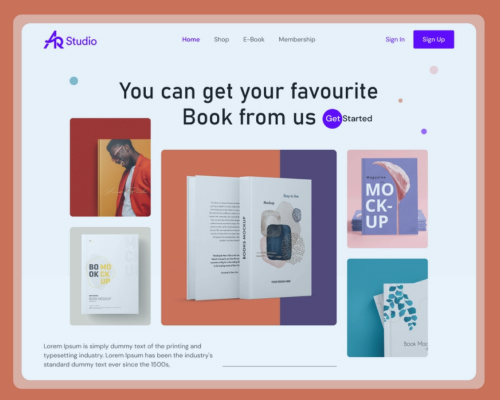 AR Studio
Home Shop E-Book Membership
Sign In Sign Up
You can get your favourite
Book from us Get Started
Magazine
MO
CK-
UP
Mockup
BOOKS MOCKUP
BO MO
OK CK
UP
BOOK MOCKUP
Book Moc
Lorem Ipsum is simply dummy text of the printing and
typesetting industry. Lorem Ipsum has been the industry's
standard dummy text ever since the 1500s,